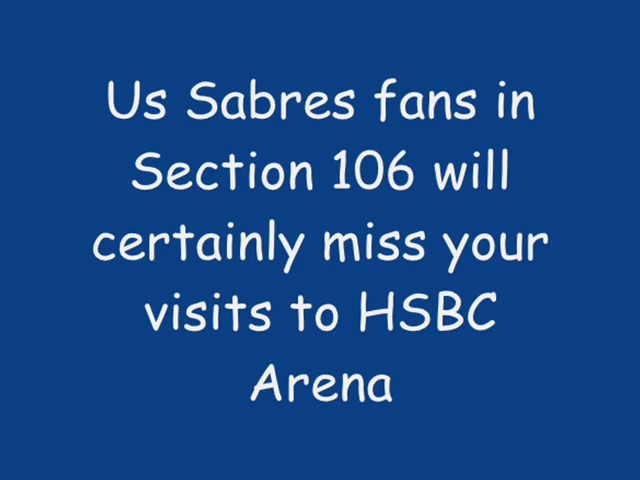 Us Sabres fans in
Section 106 will
certainly miss your
visits to HSBC
Arena